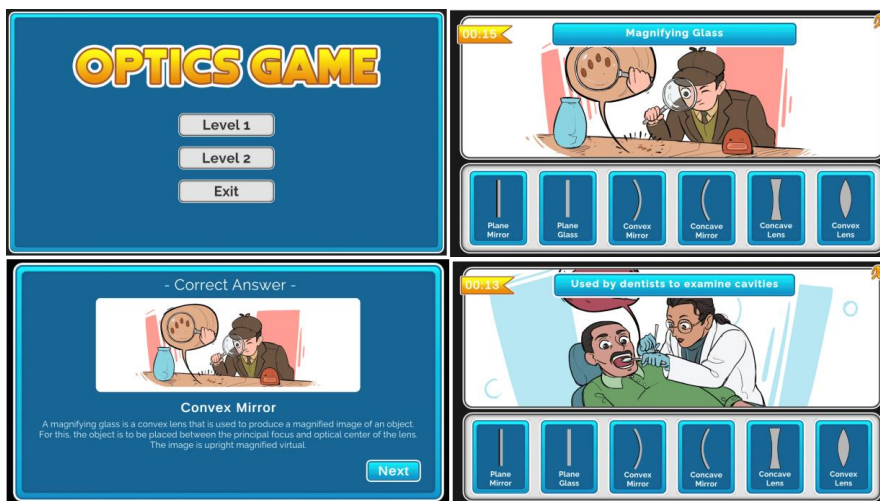 OPTICS GAME
Level 1
Level 2
Exit
00:15
Magnifying Glass
Plane
Mirror
Plane
Glass
Convex
Mirror
Concave
Mirror
Concave
Lens
Convex
Lens
- Correct Answer -
Convex Mirror
A magnifying glass is a convex lens that is used to produce a magnified image of an object.
For this, the object is to be placed between the principal focus and optical center of the lens.
The image is upright magnified virtual.
Next
00:13
Used by dentists to examine cavities
Plane
Mirror
Plane
Glass
Convex
Mirror
Concave
Mirror
Concave
Lens
Convex
Lens